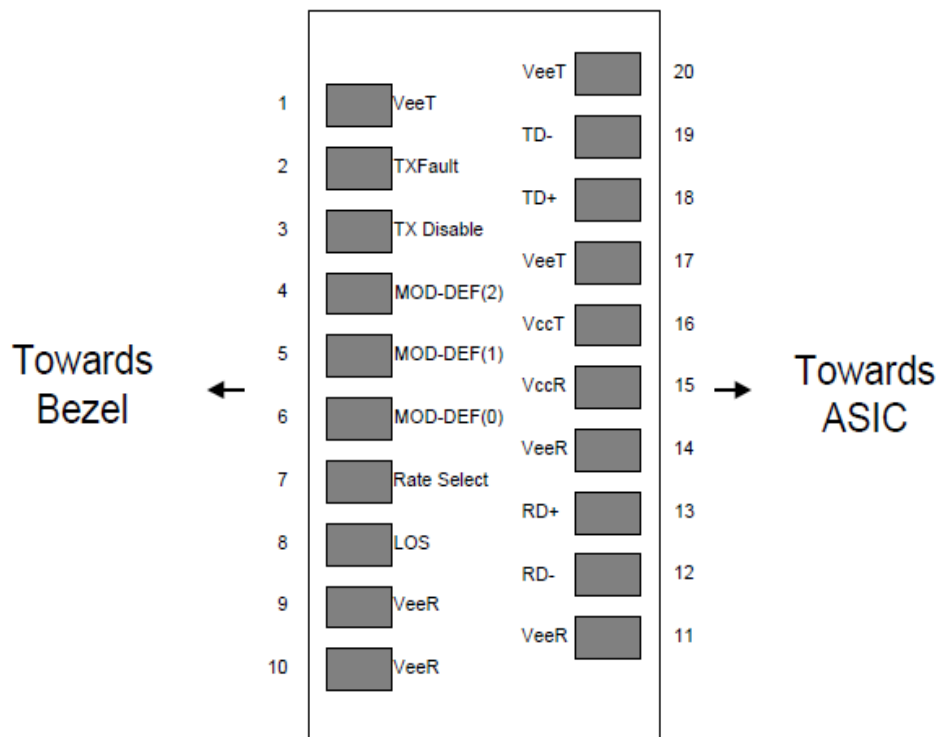 VeeT 20
1 VeeT
TD- 19
2 TXFault
TD+ 18
3 TX Disable
VeeT 17
4 MOD-DEF(2)
VccT 16
5 MOD-DEF(1)
Towards
Bezel
VccR 15
Towards
ASIC
6 MOD-DEF(0)
VeeR 14
7 Rate Select
RD+ 13
8 LOS
RD- 12
9 VeeR
VeeR 11
10 VeeR